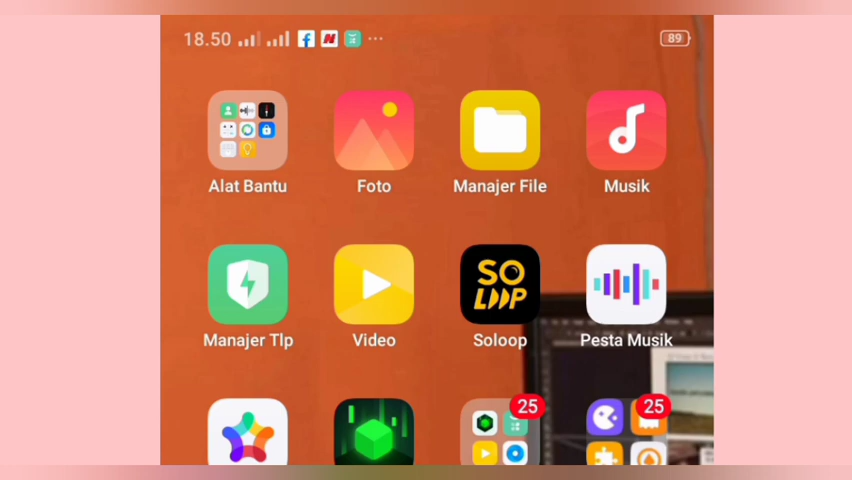 18.50 89
Alat Bantu Foto Manajer File Musik
SO
LOOP
Manajer Tlp Video Soloop Pesta Musik
25 25